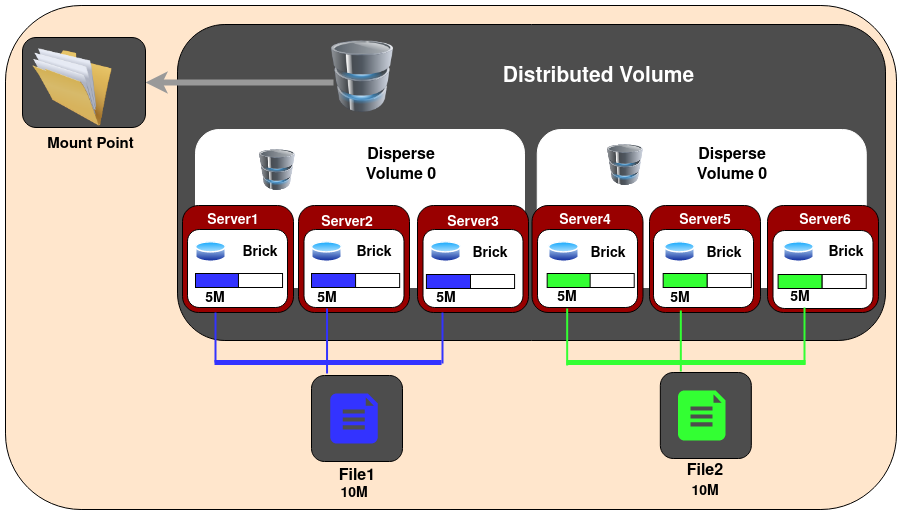 Distributed Volume
Mount Point
Disperse
Volume 0
Disperse
Volume 0
Server1
Server2
Server3
Server4
Server5
Server6
Brick
Brick
Brick
Brick
Brick
Brick
5M
5M
5M
5M
5M
5M
File1
10M
File2
10M